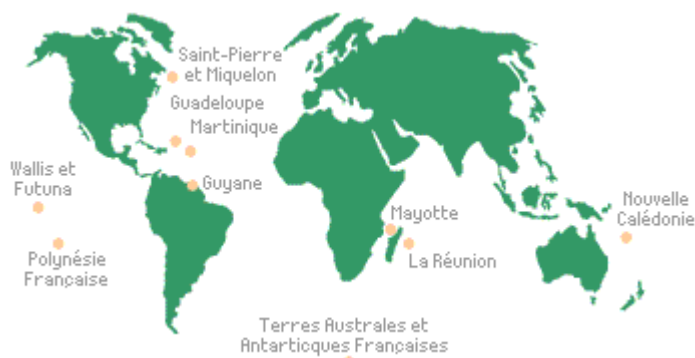 Saint-Pierre
et Miquelon
Guadeloupe
Martinique
Guyane
Wallis et
Futuna
Polynésie
Française
Mayotte
La Réunion
Nouvelle
Calédonie
Terres Australes et
Antarticques Françaises